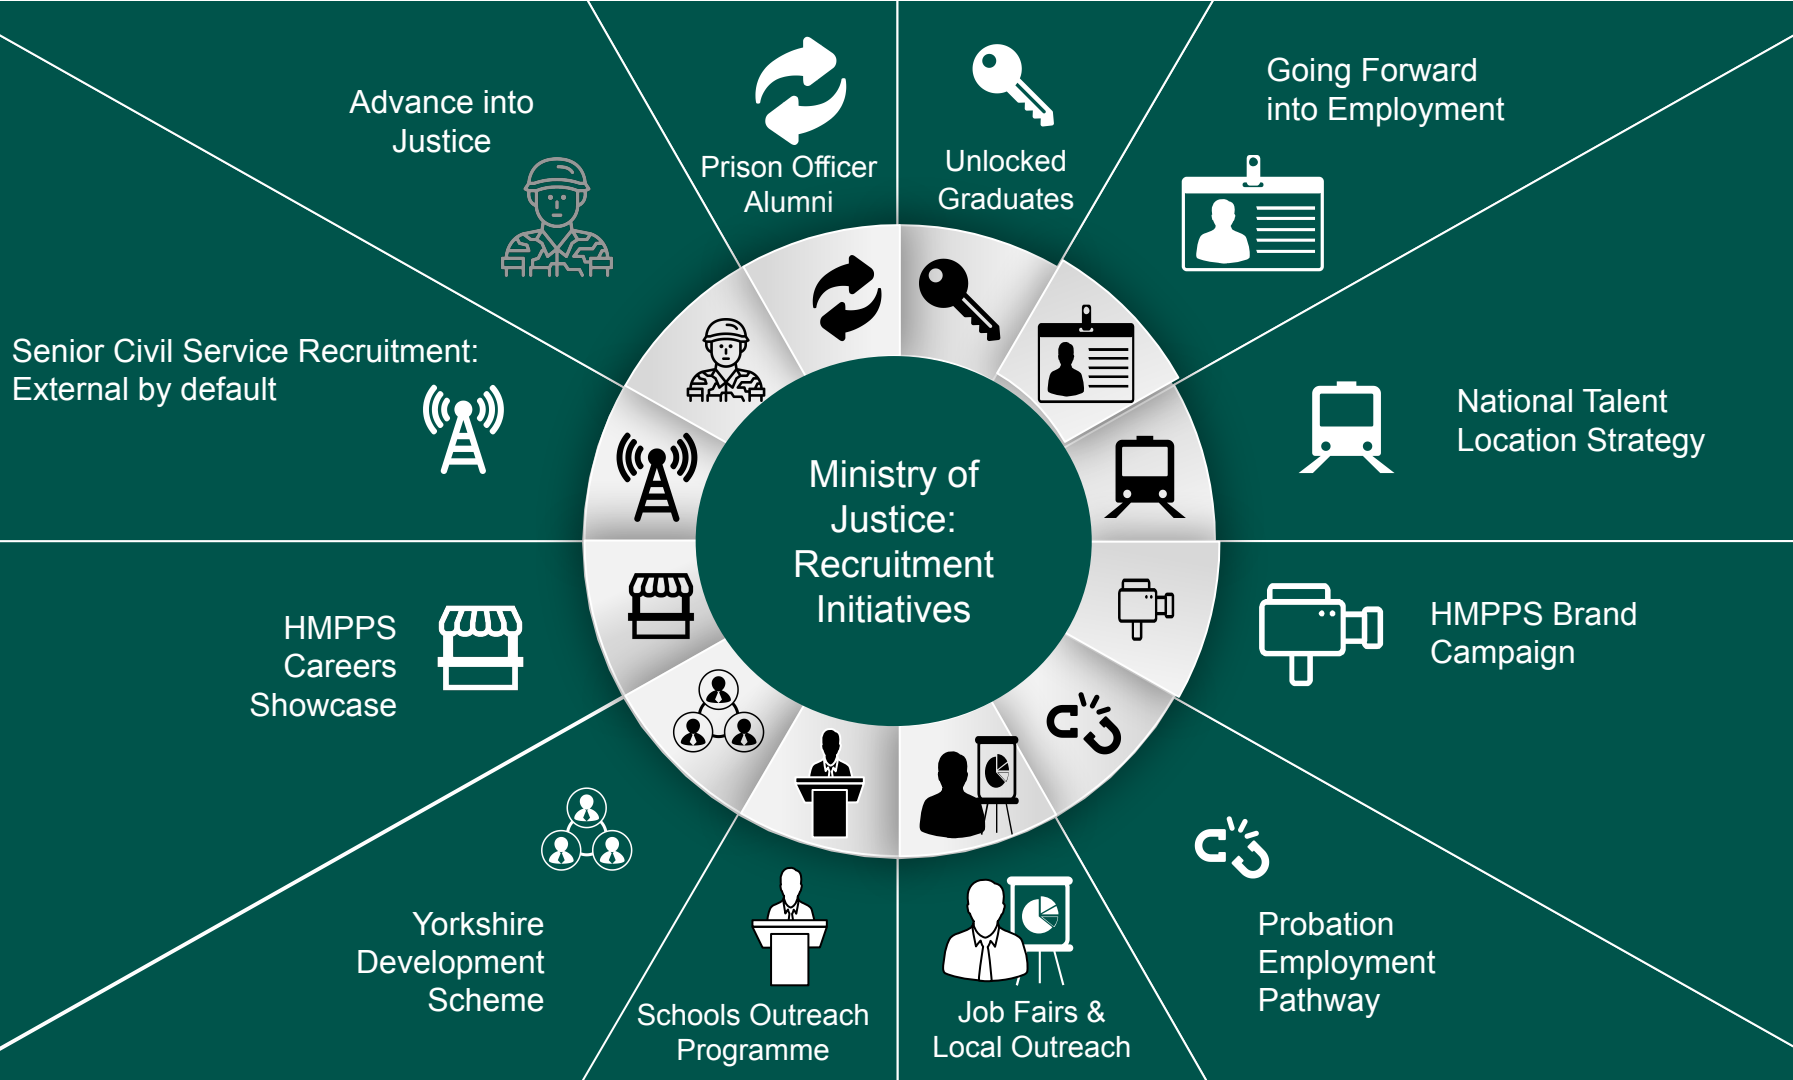 Advance into
Justice
Prison Officer
Alumni
Unlocked
Graduates
Going Forward
into Employment
Senior Civil Service Recruitment:
External by default
National Talent
Location Strategy
Ministry of
Justice:
Recruitment
Initiatives
HMPPS
Careers
Showcase
HMPPS Brand
Campaign
Yorkshire
Development
Scheme
Schools Outreach
Programme
Job Fairs &
Local Outreach
Probation
Employment
Pathway